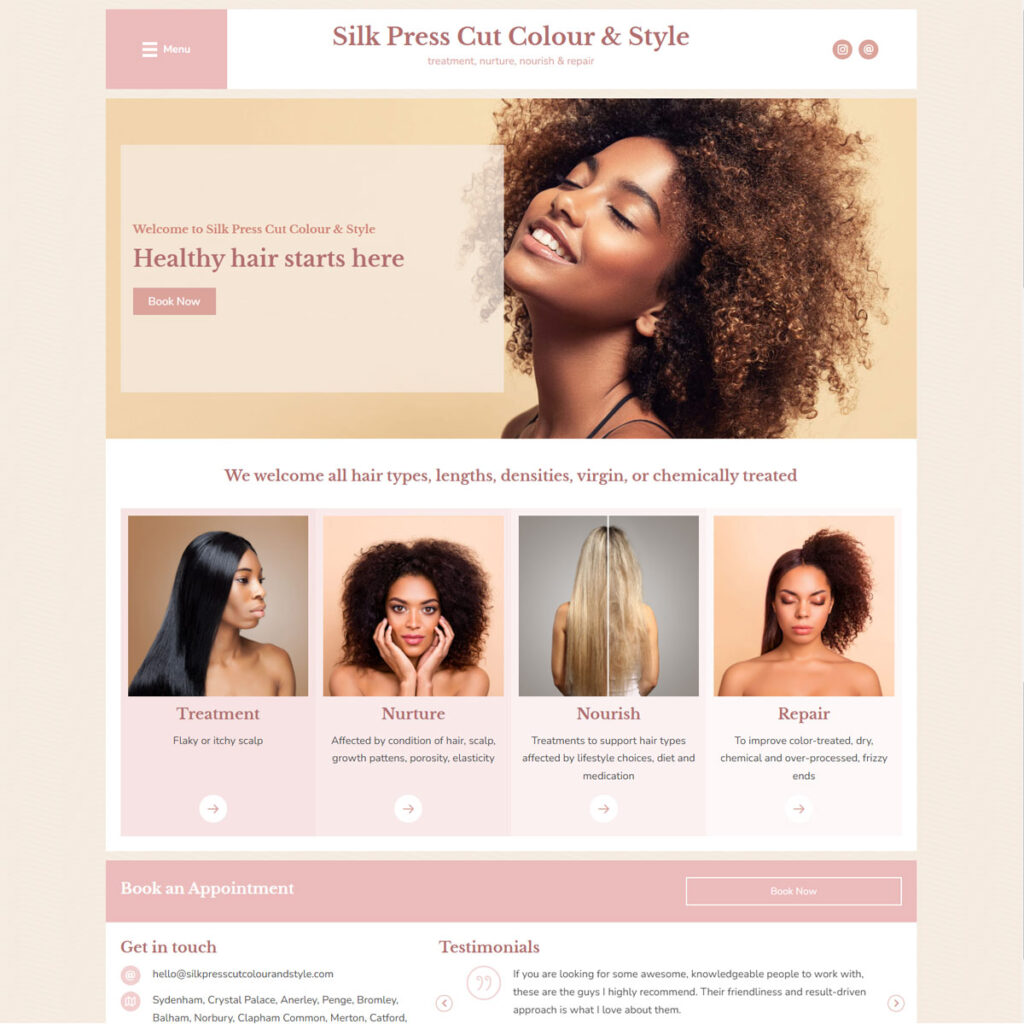 Menu
Silk Press Cut Colour & Style
treatment, nurture, nourish & repair
Welcome to Silk Press Cut Colour & Style
Healthy hair starts here
Book Now
We welcome all hair types, lengths, densities, virgin, or chemically treated
Treatment
Flaky or itchy scalp
Nurture
Affected by condition of hair, scalp,
growth pattens, porosity, elasticity
Nourish
Treatments to support hair types
affected by lifestyle choices, diet and
medication
Repair
To improve color-treated, dry,
chemical and over-processed, frizzy
ends
Book an Appointment
Book Now
Get in touch
hello@silkpresscutcolourandstyle.com
Sydenham, Crystal Palace, Anerley, Penge, Bromley,
Balham, Norbury, Clapham Common, Merton, Catford,
Testimonials
If you are looking for some awesome, knowledgeable people to work with,
these are the guys I highly recommend. Their friendliness and result-driven
approach is what I love about them.